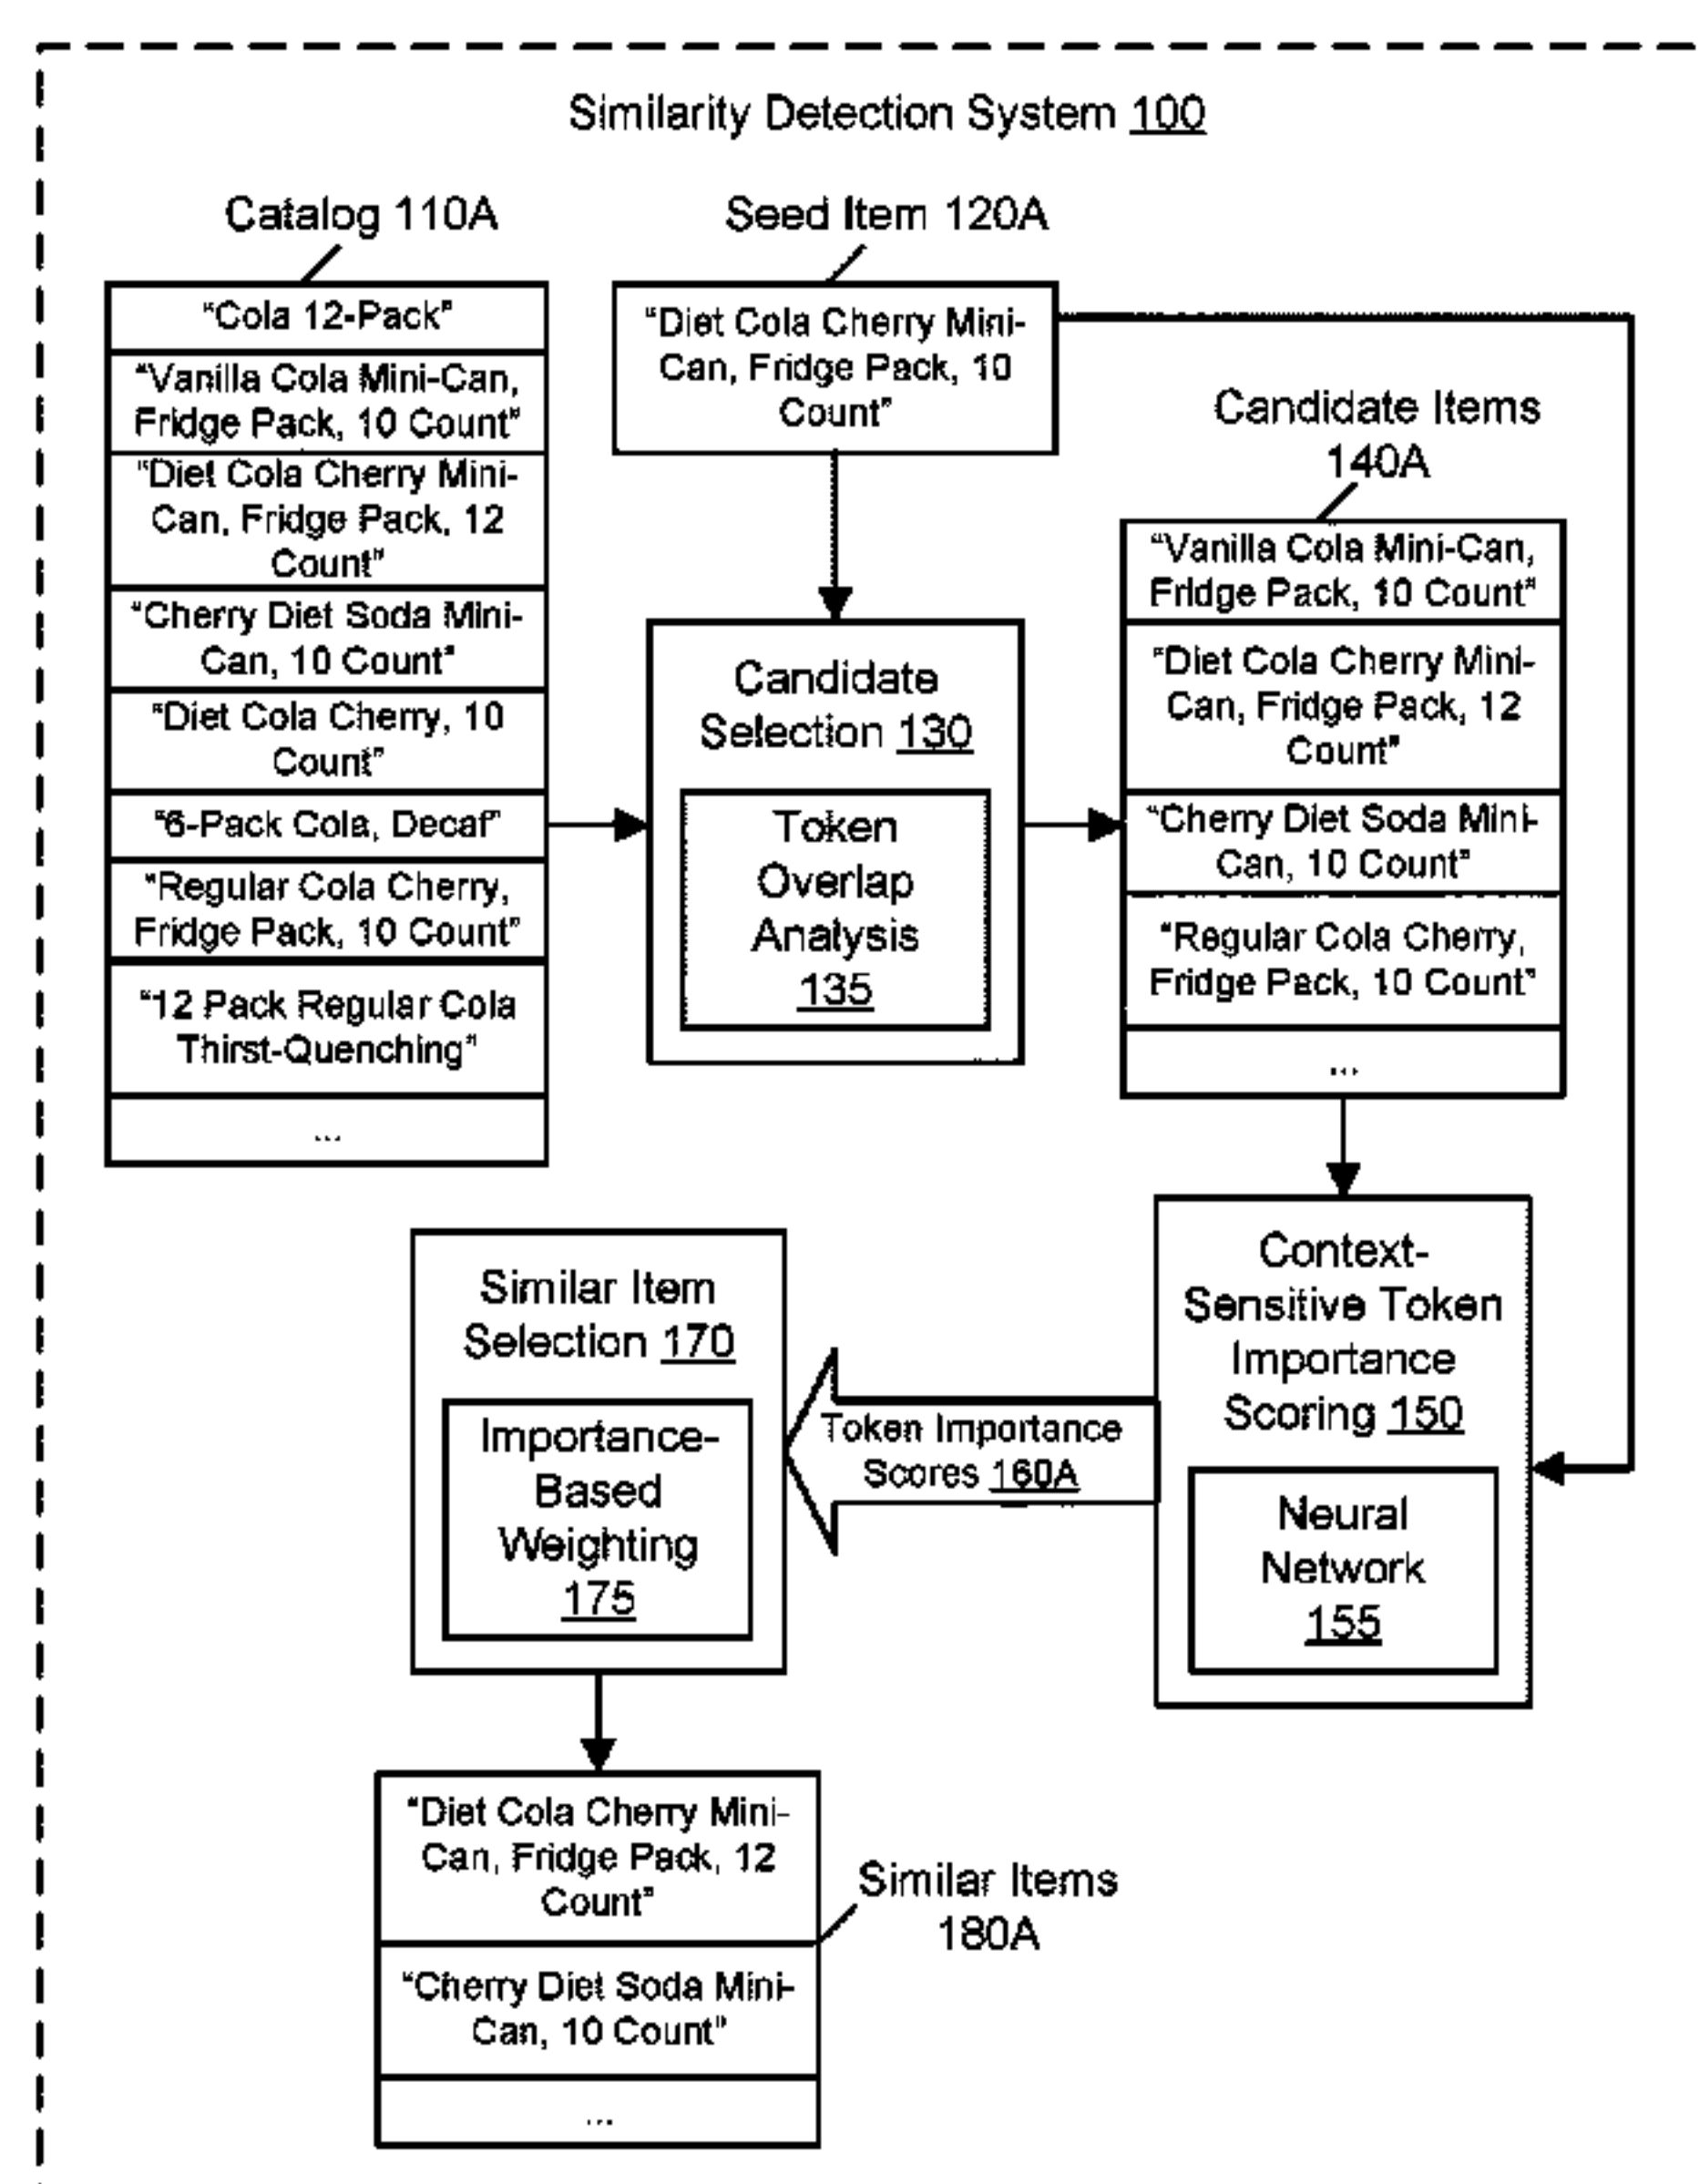 Similarity Detection System 100
Catalog 110A
“Cola 12-Pack”
“Vanilla Cola Mini-Can,
Fridge Pack, 10 Count”
“Diet Cola Cherry Mini-
Can, Fridge Pack, 12
Count”
“Cherry Diet Soda Mini-
Can, 10 Count”
“Diet Cola Cherry, 10
Count”
“6-Pack Cola, Decaf”
“Regular Cola Cherry,
Fridge Pack, 10 Count”
“12 Pack Regular Cola
Thirst-Quenching”
...
Seed Item 120A
“Diet Cola Cherry Mini-
Can, Fridge Pack, 10
Count”
Candidate
Selection 130
Token
Overlap
Analysis
135
Candidate Items
140A
“Vanilla Cola Mini-Can,
Fridge Pack, 10 Count”
“Diet Cola Cherry Mini-
Can, Fridge Pack, 12
Count”
“Cherry Diet Soda Mini-
Can, 10 Count”
“Regular Cola Cherry,
Fridge Pack, 10 Count”
...
Context-
Sensitive Token
Importance
Scoring 150
Neural
Network
155
Token Importance
Scores 160A
Similar Item
Selection 170
Importance-
Based
Weighting
175
“Diet Cola Cherry Mini-
Can, Fridge Pack, 12
Count”
“Cherry Diet Soda Mini-
Can, 10 Count”
...
Similar Items
180A